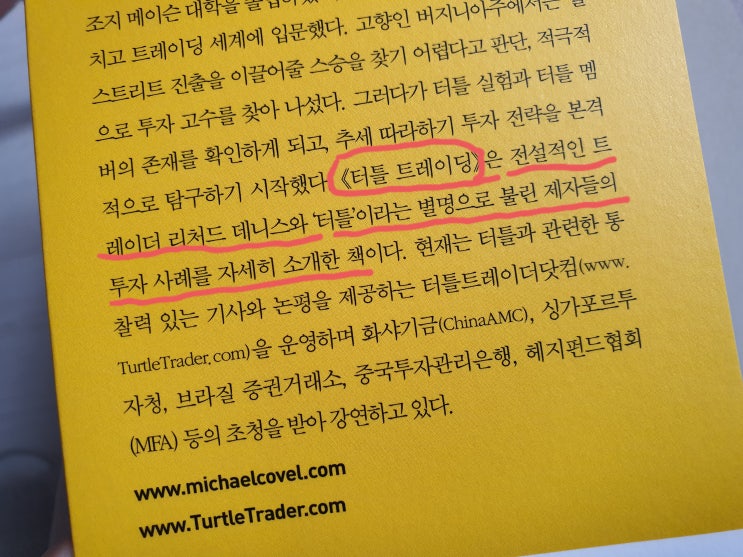 조지 메이슨 대학을 졸업
치고 트레이딩 세계에 입문했다. 고향인 버지니아주에서는
스트리트 진출을 이끌어줄 스승을 찾기 어렵다고 판단, 적극적
으로 투자 고수를 찾아 나섰다. 그러다가 터틀 실험과 터틀 멤
버의 존재를 확인하게 되고, 추세 따라하기 투자 전략을 본격
적으로 탐구하기 시작했다. 《터틀 트레이딩》은 전설적인 트
레이더 리처드 데니스와 ‘터틀’이라는 별명으로 불린 제자들의
투자 사례를 자세히 소개한 책이다. 현재는 터틀과 관련한 통
찰력 있는 기사와 논평을 제공하는 터틀트레이더닷컴(www.
TurtleTrader.com)을 운영하며 화샤기금(ChinaAMC), 싱가포르투
자청, 브라질 증권거래소, 중국투자관리은행, 헤지펀드협회
(MFA) 등의 초청을 받아 강연하고 있다.
www.michaelcovel.com
www.TurtleTrader.com